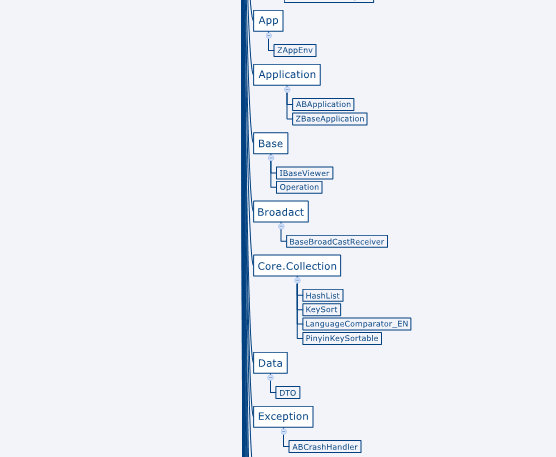 App
ZAppEnv
Application
ABApplication
ZBaseApplication
Base
IBaseViewer
Operation
Broadact
BaseBroadCastReceiver
Core.Collection
HashList
KeySort
LanguageComparator_EN
PinyinKeySortable
Data
DTO
Exception
ABCrashHandler